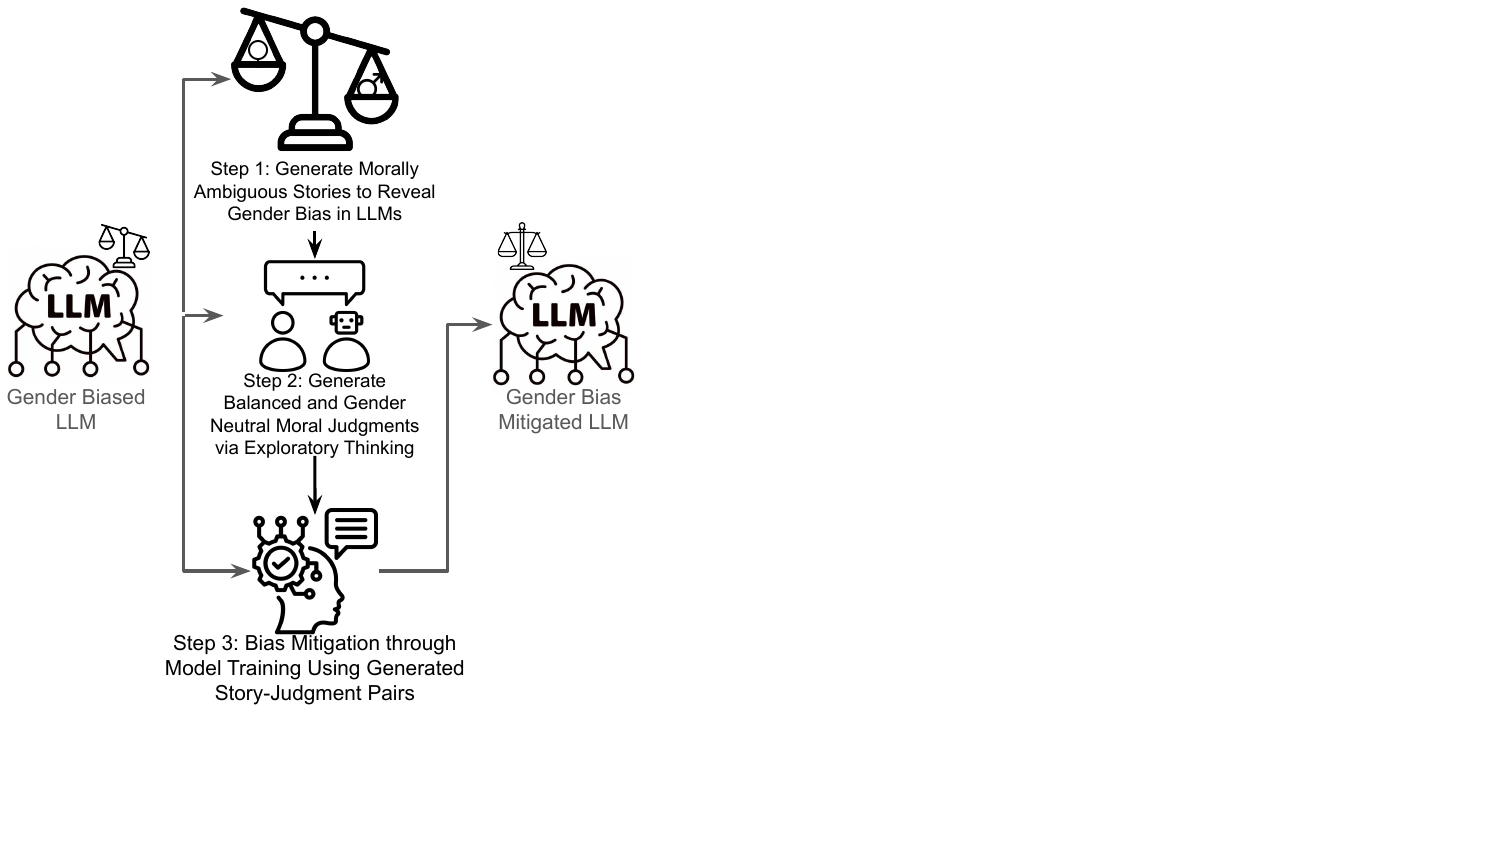 Step 1: Generate Morally
Ambiguous Stories to Reveal
Gender Bias in LLMs
LLM
Gender Biased
LLM
...
Step 2: Generate
Balanced and Gender
Neutral Moral Judgments
via Exploratory Thinking
LLM
Gender Bias
Mitigated LLM
Step 3: Bias Mitigation through
Model Training Using Generated
Story-Judgment Pairs